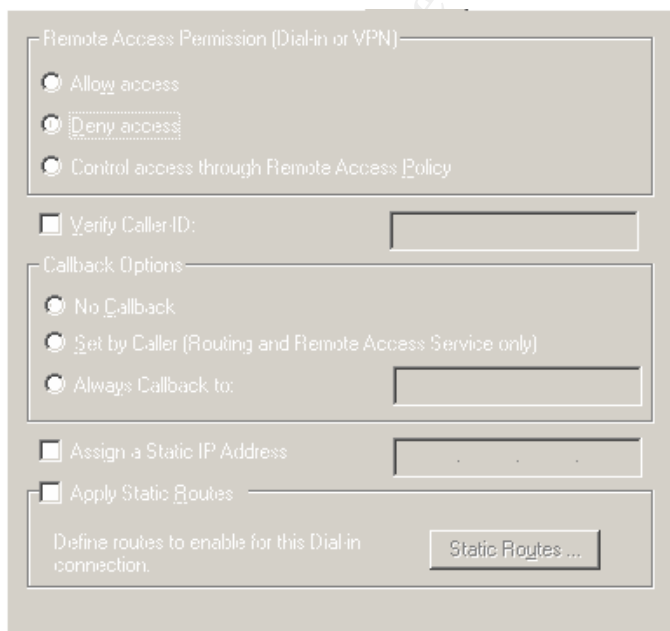 Remote Access Permission (Dial-in or VPN)
Allow access
Deny access
Control access through Remote Access Policy
Verify Caller-ID:
Callback Options
No Callback
Set by Caller (Routing and Remote Access Service only)
Always Callback to:
Assign a Static IP Address
. . .
Apply Static Routes
Define routes to enable for this Dial-in
connection.
Static Routes ...